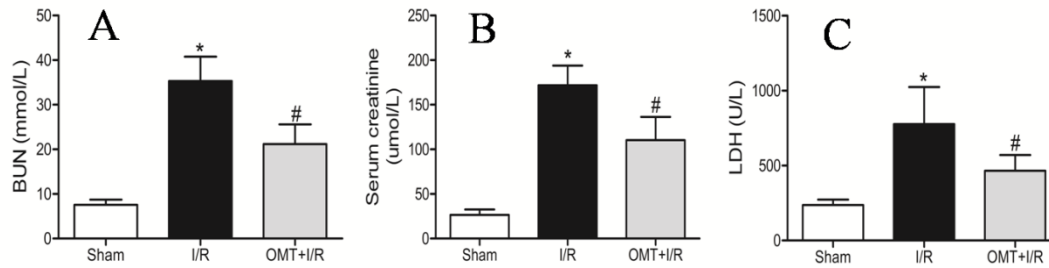 A
BUN (mmol/L)
50
40
30
20
10
0
*
#
Sham I/R OMT+I/R
B
Serum creatinine
(umol/L)
250
200
150
100
50
0
*
#
Sham I/R OMT+I/R
C
LDH (U/L)
1500
1000
500
0
*
#
Sham I/R OMT+I/R